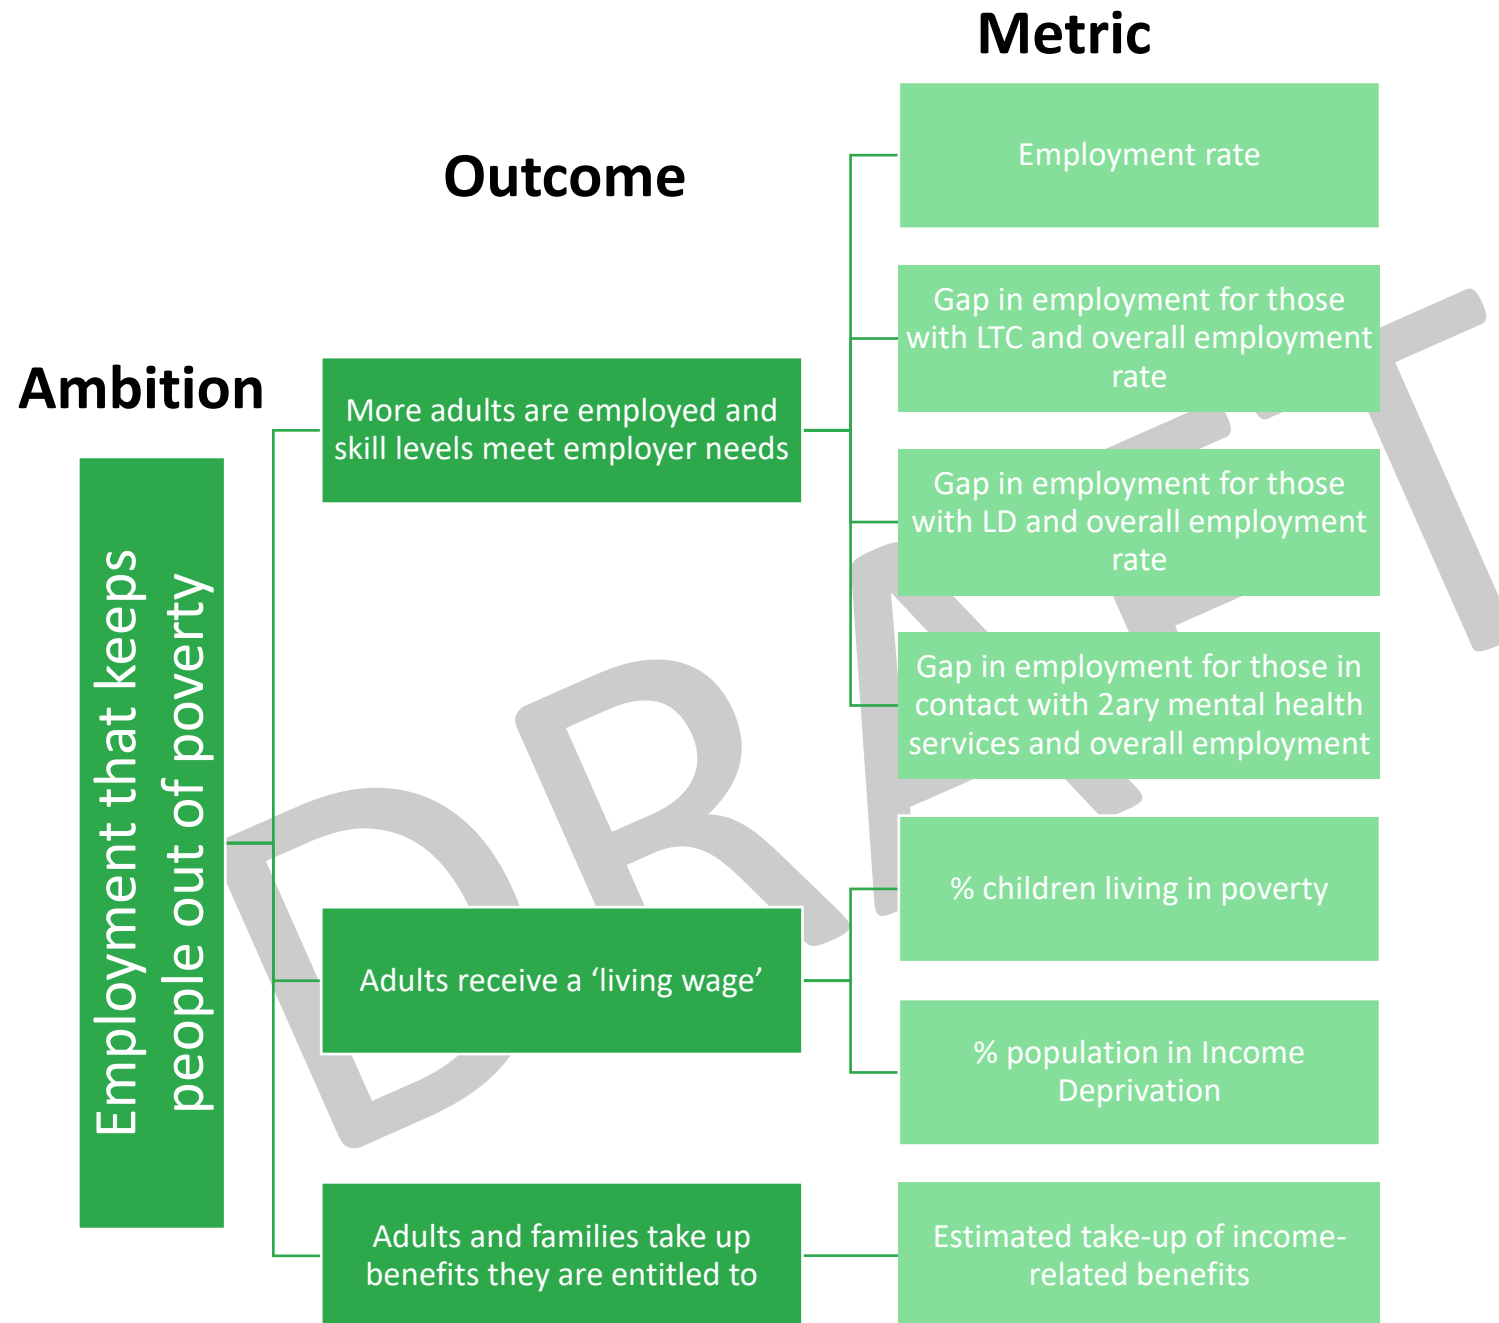 Metric
Outcome
Ambition
Employment that keeps
people out of poverty
More adults are employed and
skill levels meet employer needs
Employment rate
Gap in employment for those
with LTC and overall employment
rate
Gap in employment for those
with LD and overall employment
rate
Gap in employment for those in
contact with 2ary mental health
services and overall employment
Adults receive a ‘living wage’
% children living in poverty
% population in Income
Deprivation
Adults and families take up
benefits they are entitled to
Estimated take-up of income-
related benefits
DRAFT